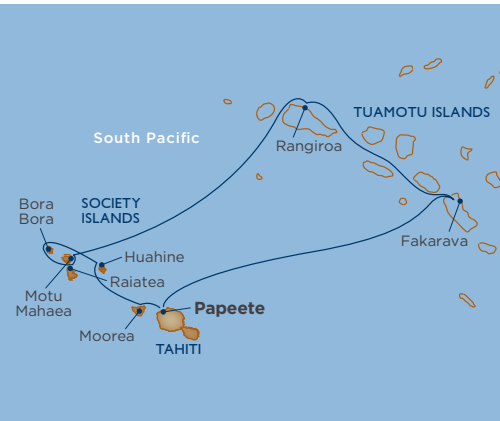 TUAMOTU ISLANDS
South Pacific
Rangiroa
Bora
Bora
SOCIETY
ISLANDS
Fakarava
Huahine
Raiatea
Motu
Mahaea
Papeete
Moorea
TAHITI